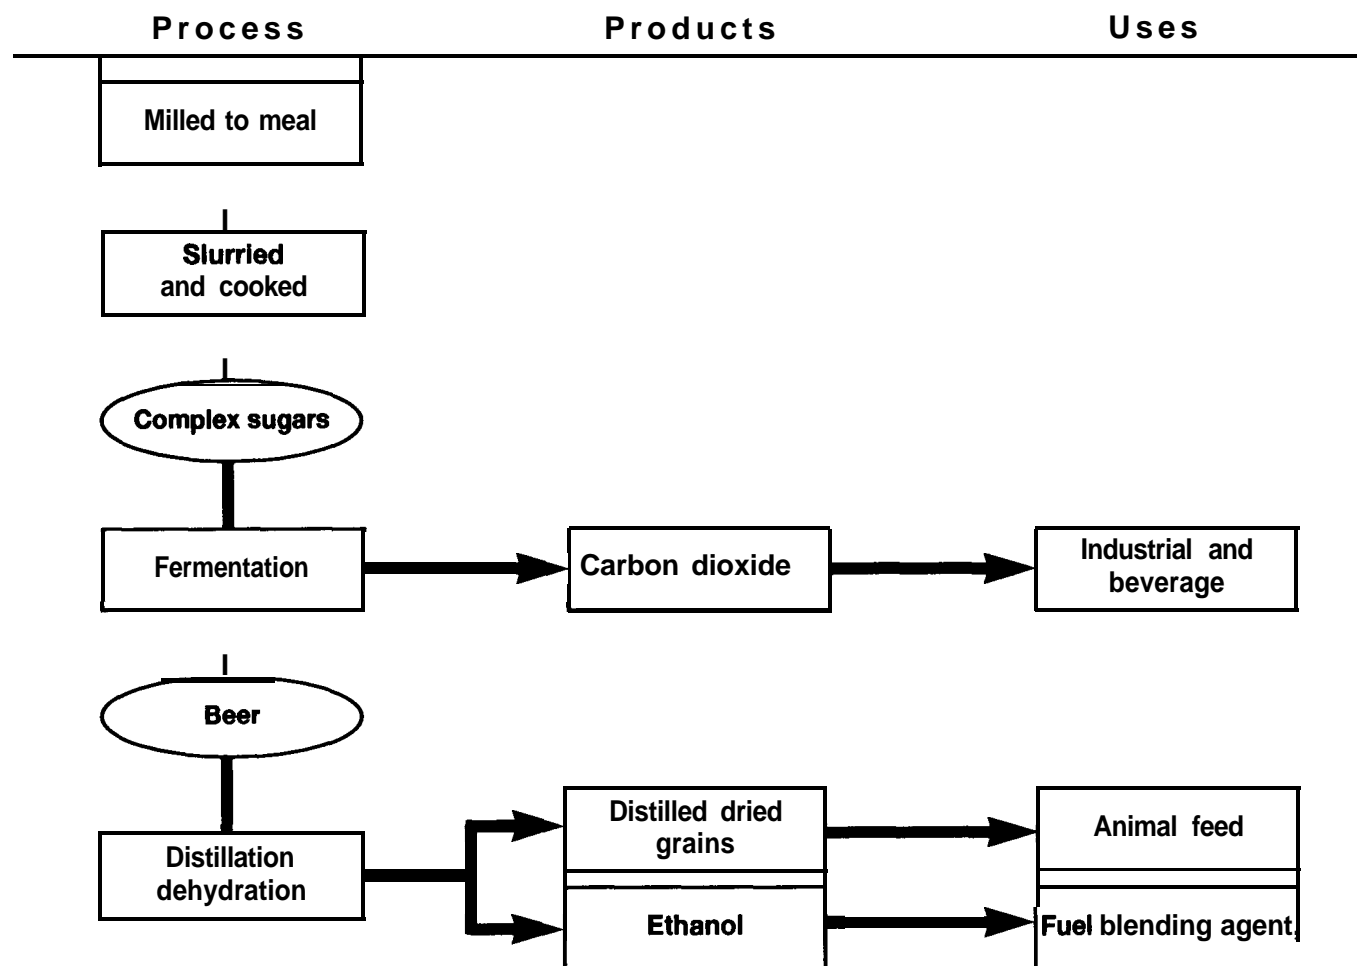 Process Products Uses
Milled to meal
Slurried
and cooked
Complex sugars
Fermentation
Carbon dioxide
Industrial and
beverage
Beer
Distillation
dehydration
Distilled dried
grains
Animal feed
Ethanol
Fuel blending agent.